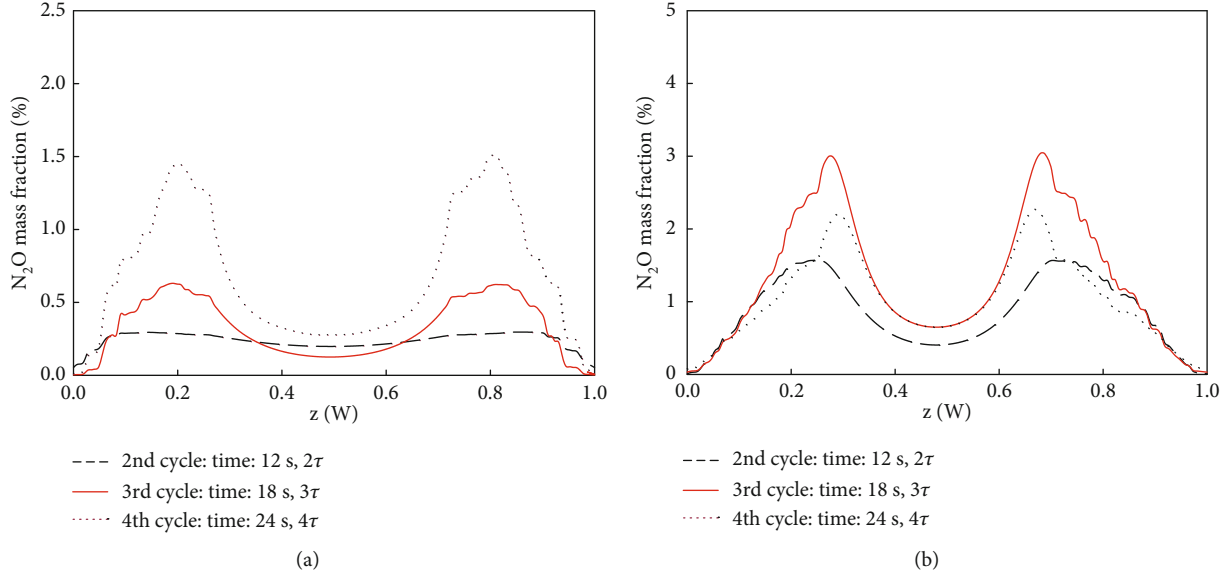 2.5
2.0
1.5
1.0
0.5
0.0
N2O mass fraction (%)
0.0 0.2 0.4 0.6 0.8 1.0
z (W)
2nd cycle: time: 12 s, 2τ
3rd cycle: time: 18 s, 3τ
4th cycle: time: 24 s, 4τ
(a)
5
4
3
2
1
0
N2O mass fraction (%)
0.0 0.2 0.4 0.6 0.8 1.0
z (W)
2nd cycle: time: 12 s, 2τ
3rd cycle: time: 18 s, 3τ
4th cycle: time: 24 s, 4τ
(b)